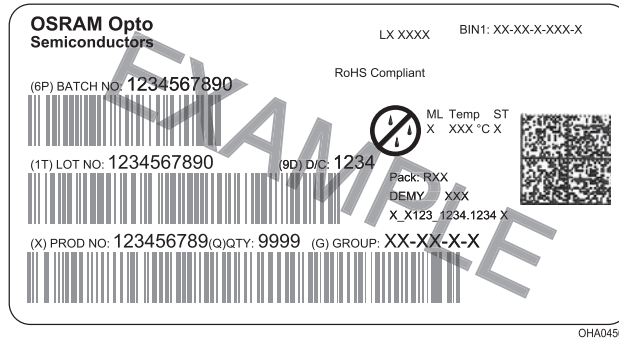 OSRAM Opto
Semiconductors
LX XXXX
BIN1: XX-XX-X-XXX-X
RoHS Compliant
(6P) BATCH NO: 1234567890
ML Temp ST
X XXX °C X
(1T) LOT NO: 1234567890
(9D) D/C: 1234
Pack: RXX
DEMY XXX
X_X123_1234.1234 X
(X) PROD NO: 123456789(Q)QTY: 9999 (G) GROUP: XX-XX-X-X
EXAMPLE